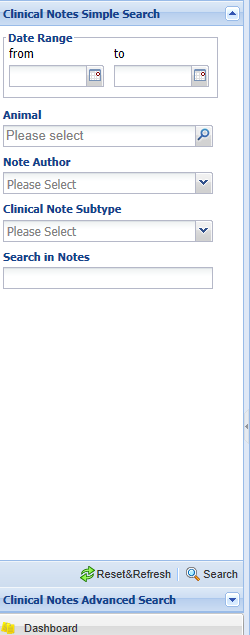 Clinical Notes Simple Search
Date Range
from to
Animal
Please select
Note Author
Please Select
Clinical Note Subtype
Please Select
Search in Notes
Reset&Refresh Search
Clinical Notes Advanced Search
Dashboard